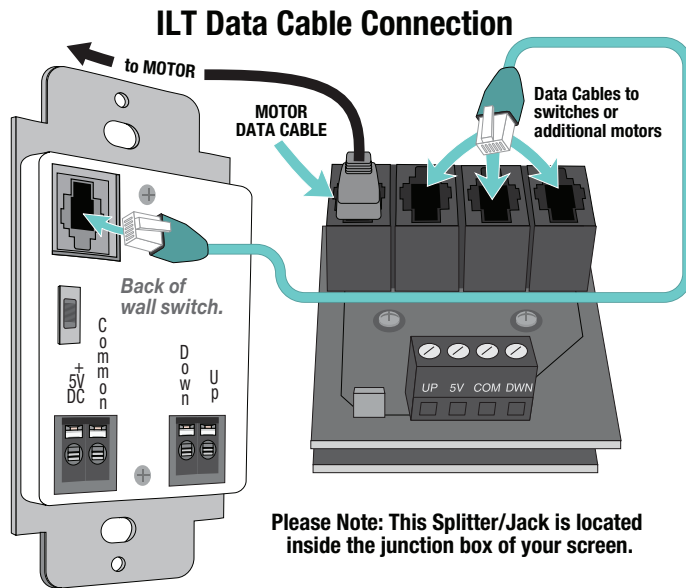 ILT Data Cable Connection
to MOTOR
MOTOR
DATA CABLE
Data Cables to
switches or
additional motors
Back of
wall switch.
+
5V
DC
Common
Down
Up
UP 5V COM DWN
Please Note: This Splitter/Jack is located
inside the junction box of your screen.